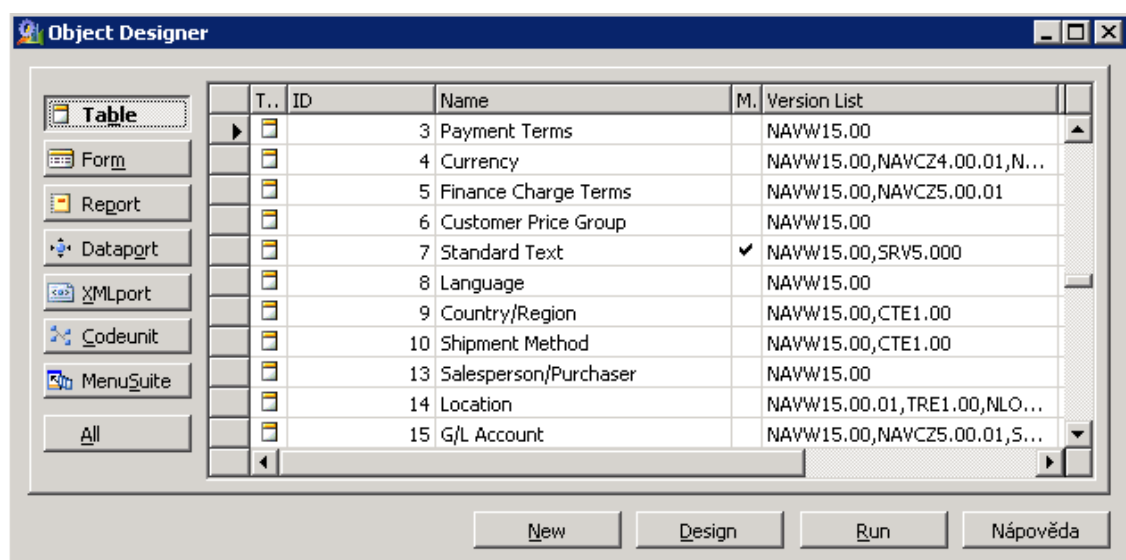 Object Designer
T.. ID Name M. Version List
Table
3 Payment Terms NAVW15.00
Form
4 Currency NAVW15.00,NAVCZ4.00.01,N...
5 Finance Charge Terms NAVW15.00,NAVCZ5.00.01
Report
6 Customer Price Group NAVW15.00
Dataport
7 Standard Text NAVW15.00,SRV5.000
XMLport
8 Language NAVW15.00
9 Country/Region NAVW15.00,CTE1.00
Codeunit
10 Shipment Method NAVW15.00,CTE1.00
MenuSuite
13 Salesperson/Purchaser NAVW15.00
14 Location NAVW15.00.01,TRE1.00,NLO...
All
15 G/L Account NAVW15.00,NAVCZ5.00.01,S...
New Design Run Nápověda